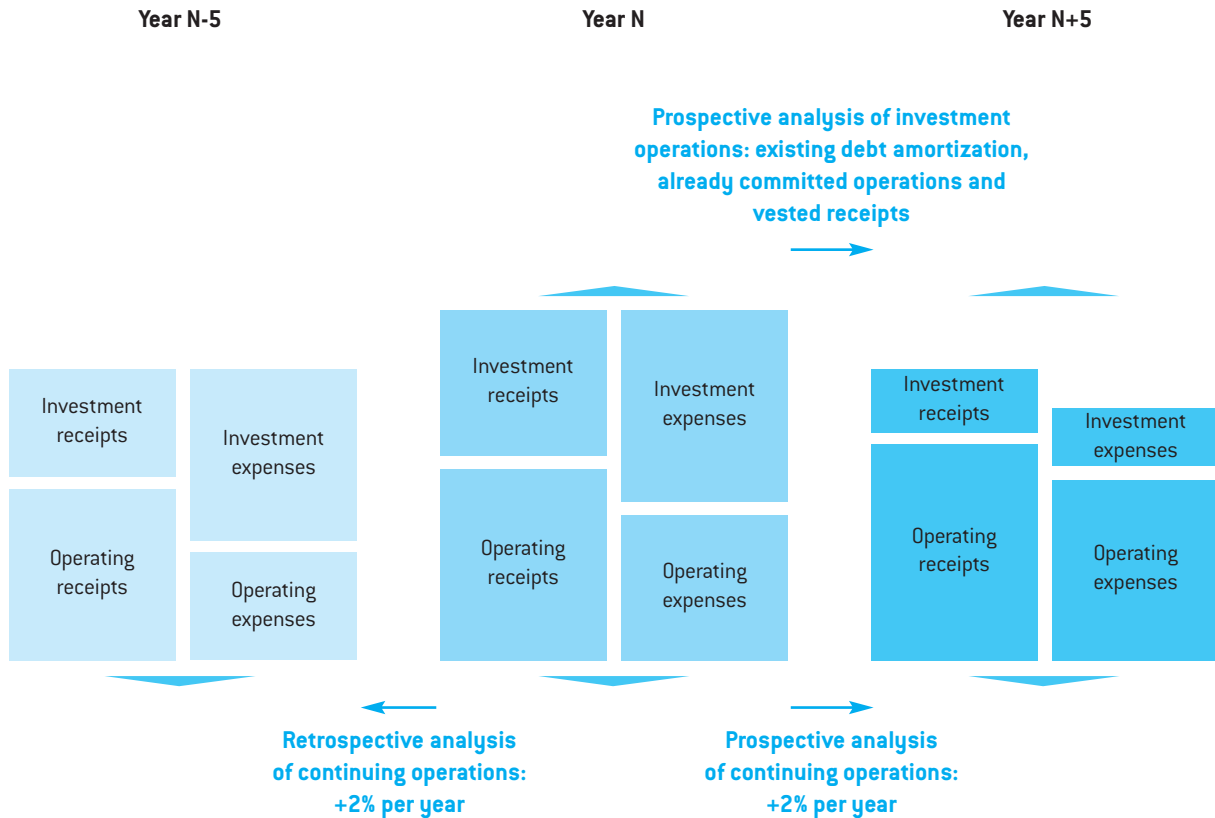 Year N-5
Year N
Year N+5
Prospective analysis of investment
operations: existing debt amortization,
already committed operations and
vested receipts
Investment
receipts
Investment
expenses
Operating
receipts
Operating
expenses
Investment
receipts
Investment
expenses
Operating
receipts
Operating
expenses
Investment
receipts
Investment
expenses
Operating
receipts
Operating
expenses
Retrospective analysis
of continuing operations:
+2% per year
Prospective analysis
of continuing operations:
+2% per year